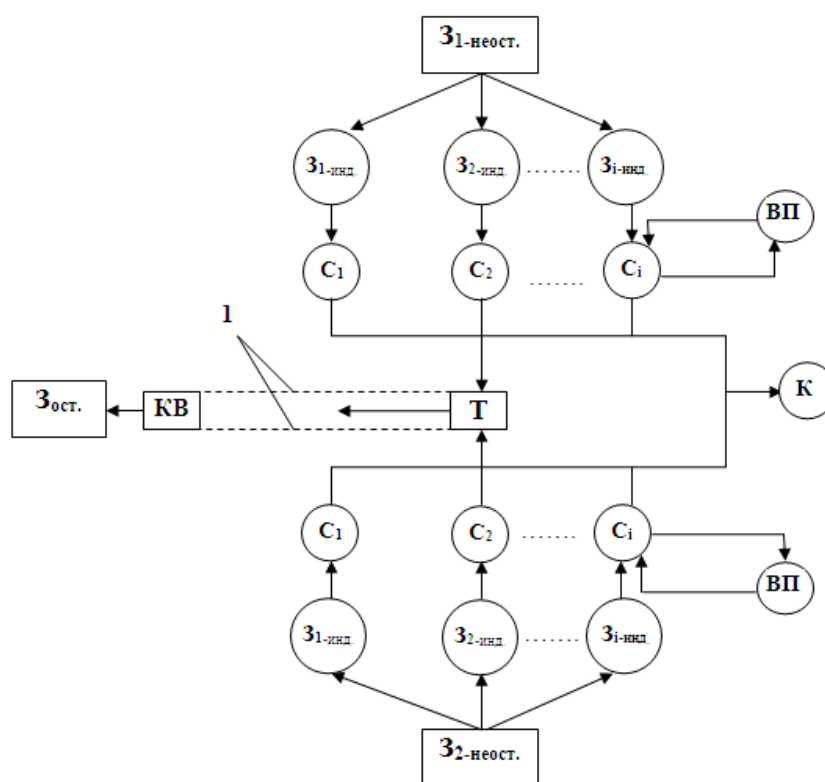 З1-неост.
З1-инд. З2-инд. ....... Зi-инд.
ВП
С1 С2 ....... Сi
1
Зост. КВ Т К
С1 С2 ....... Сi
ВП
З1-инд. З2-инд. ....... Зi-инд.
З2-неост.